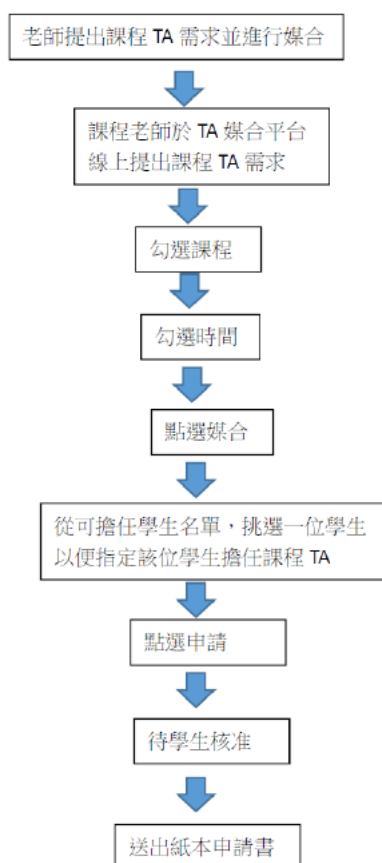 老師提出課程 TA 需求並進行媒合
課程老師於 TA 媒合平台
線上提出課程 TA 需求
勾選課程
勾選時間
點選媒合
從可擔任學生名單，挑選一位學生
以便指定該位學生擔任課程 TA
點選申請
待學生核准
送出紙本申請書